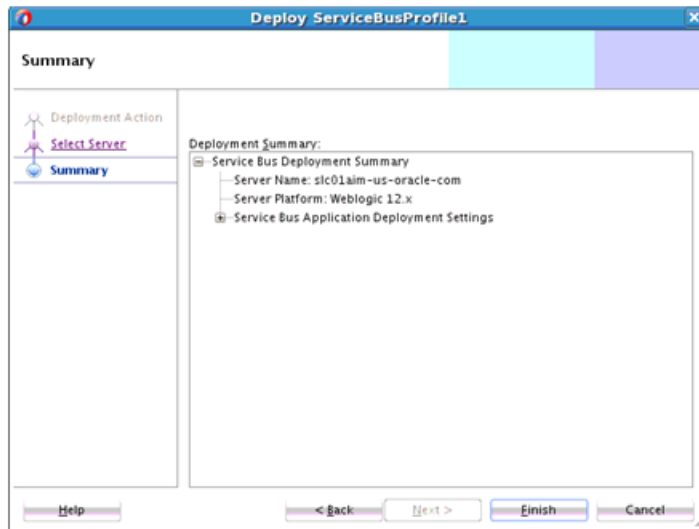 Deploy ServiceBusProfile1
Summary
Deployment Action
Select Server
Summary
Deployment Summary:
Service Bus Deployment Summary
Server Name: slc01aim-us-oracle-com
Server Platform: Weblogic 12.x
Service Bus Application Deployment Settings
Help
< Back
Next >
Finish
Cancel